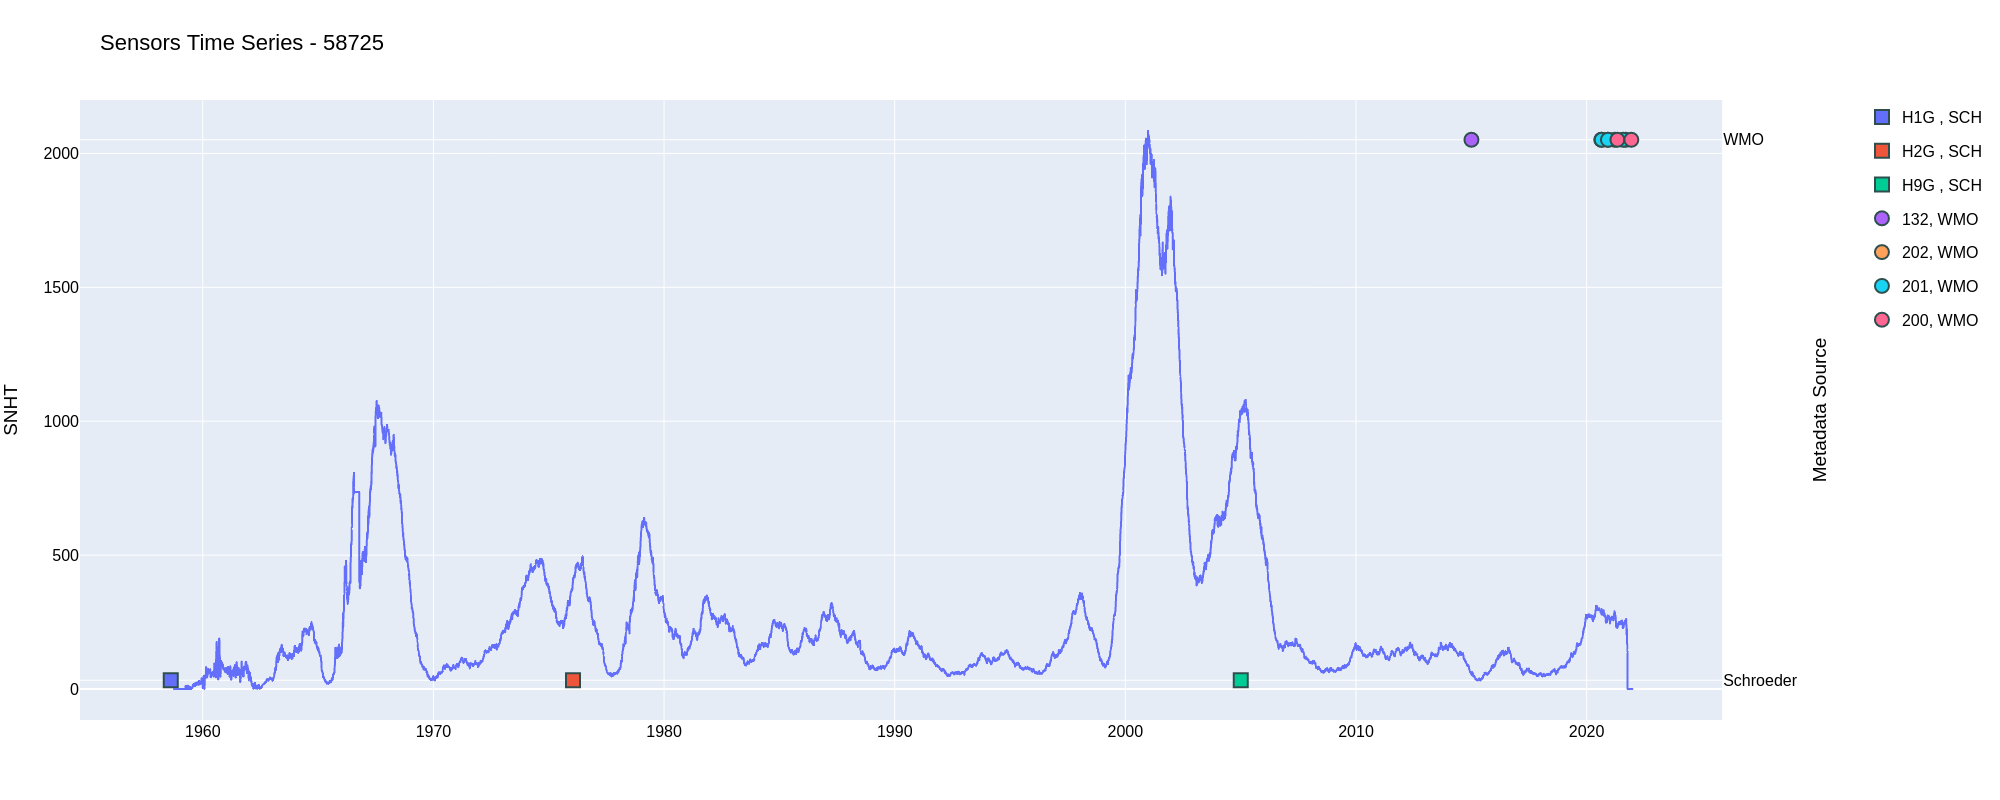 Sensors Time Series - 58725
H1G , SCH
H2G , SCH
H9G , SCH
132, WMO
202, WMO
201, WMO
200, WMO
WMO
Schroeder
Metadata Source
SNHT
2000
1500
1000
500
0
1960
1970
1980
1990
2000
2010
2020